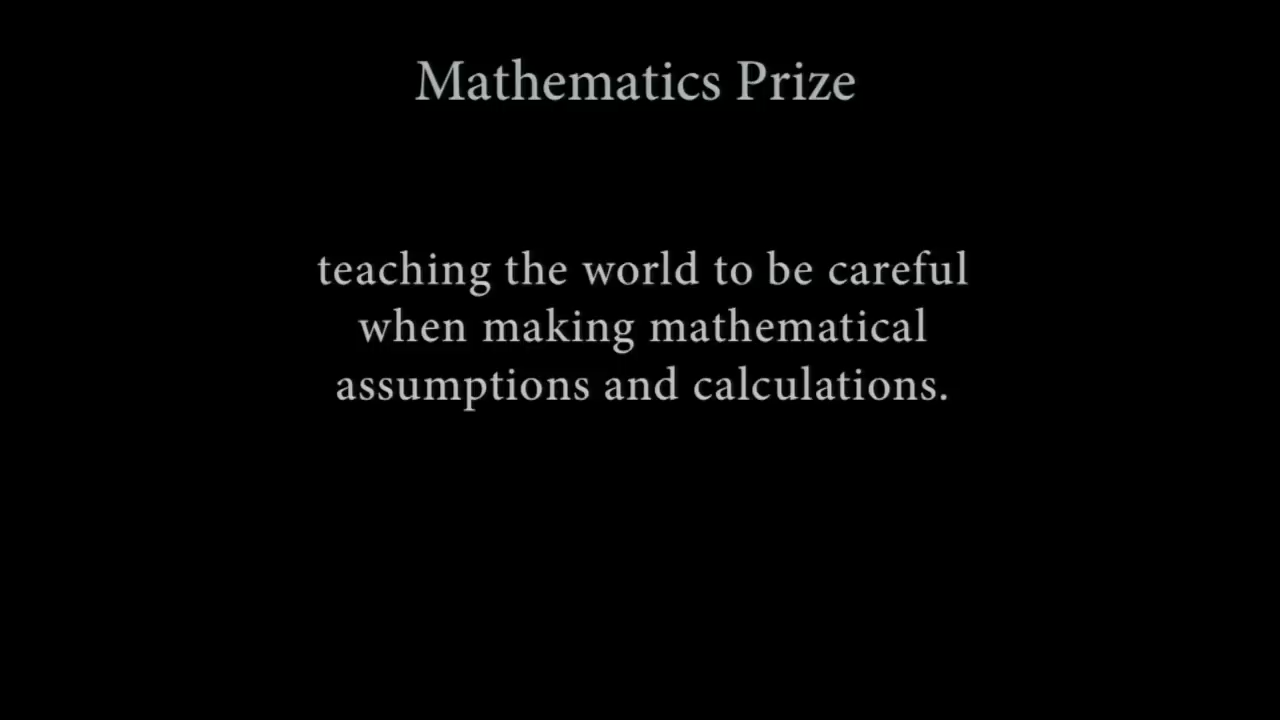 Mathematics Prize
teaching the world to be careful
when making mathematical
assumptions and calculations.